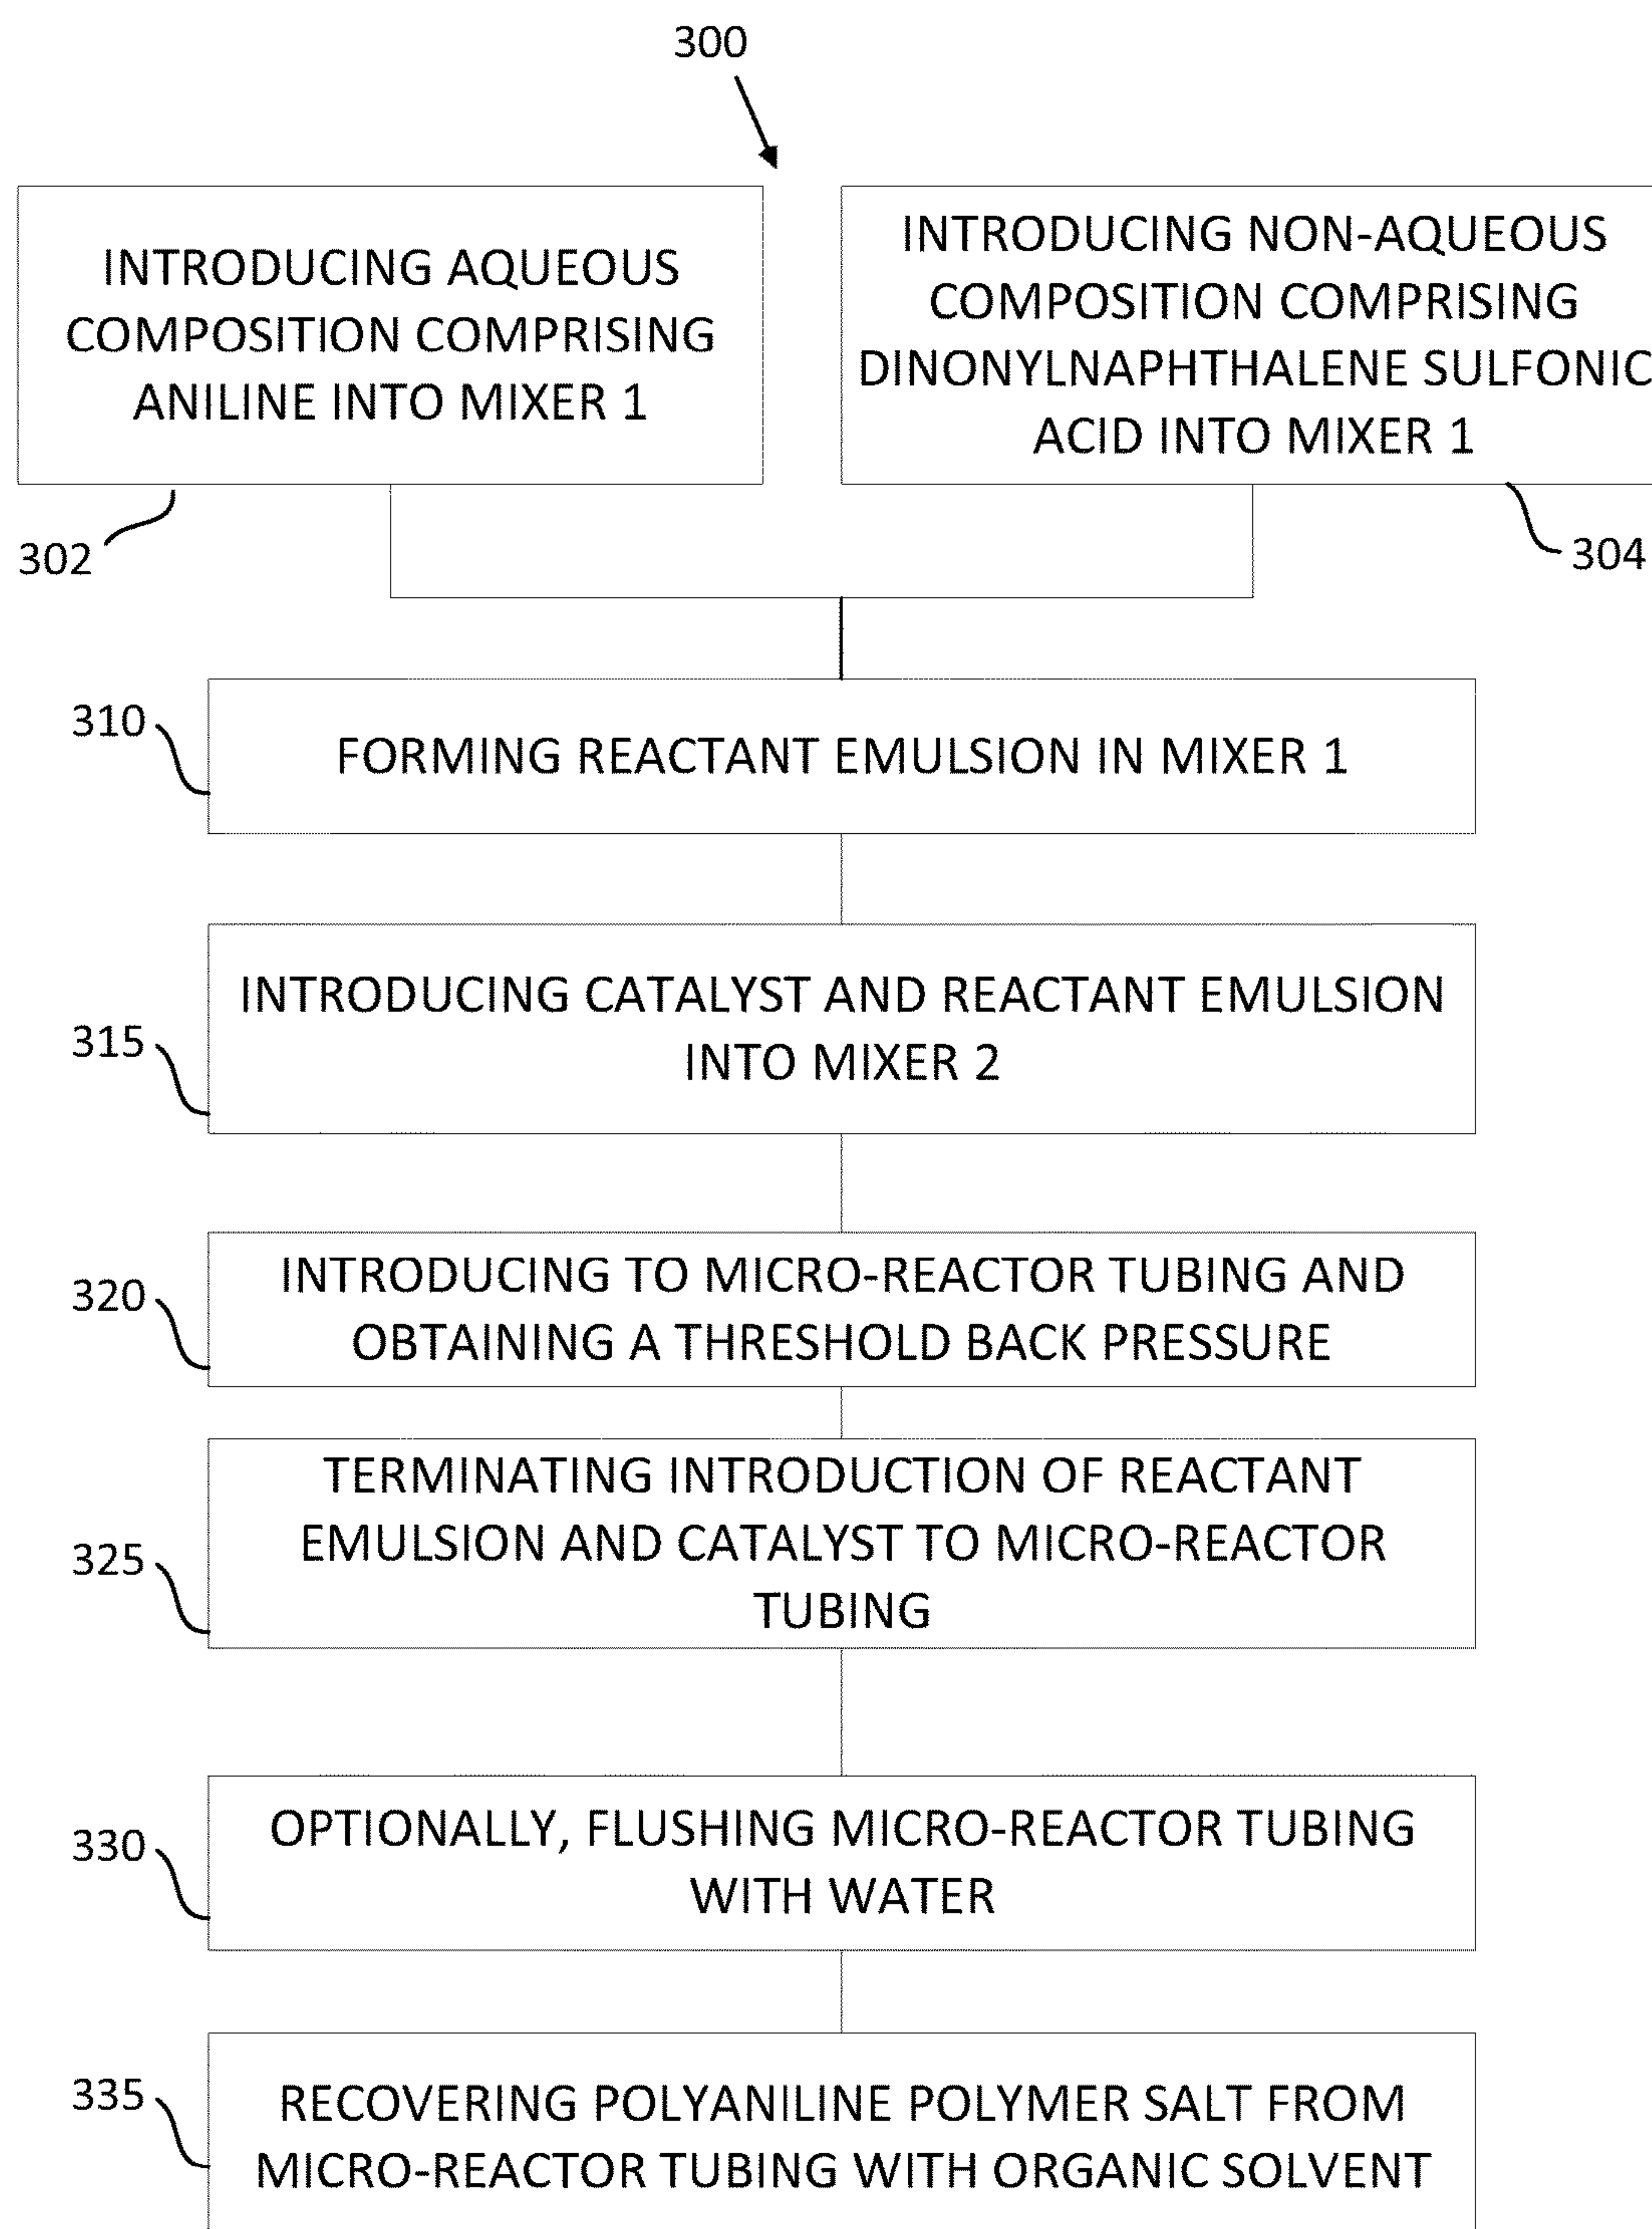 300
INTRODUCING AQUEOUS
COMPOSITION COMPRISING
ANILINE INTO MIXER 1
302
INTRODUCING NON-AQUEOUS
COMPOSITION COMPRISING
DINONYLNAPHTHALENE SULFONIC
ACID INTO MIXER 1
304
310
FORMING REACTANT EMULSION IN MIXER 1
315
INTRODUCING CATALYST AND REACTANT EMULSION
INTO MIXER 2
320
INTRODUCING TO MICRO-REACTOR TUBING AND
OBTAINING A THRESHOLD BACK PRESSURE
325
TERMINATING INTRODUCTION OF REACTANT
EMULSION AND CATALYST TO MICRO-REACTOR
TUBING
330
OPTIONALLY, FLUSHING MICRO-REACTOR TUBING
WITH WATER
335
RECOVERING POLYANILINE POLYMER SALT FROM
MICRO-REACTOR TUBING WITH ORGANIC SOLVENT